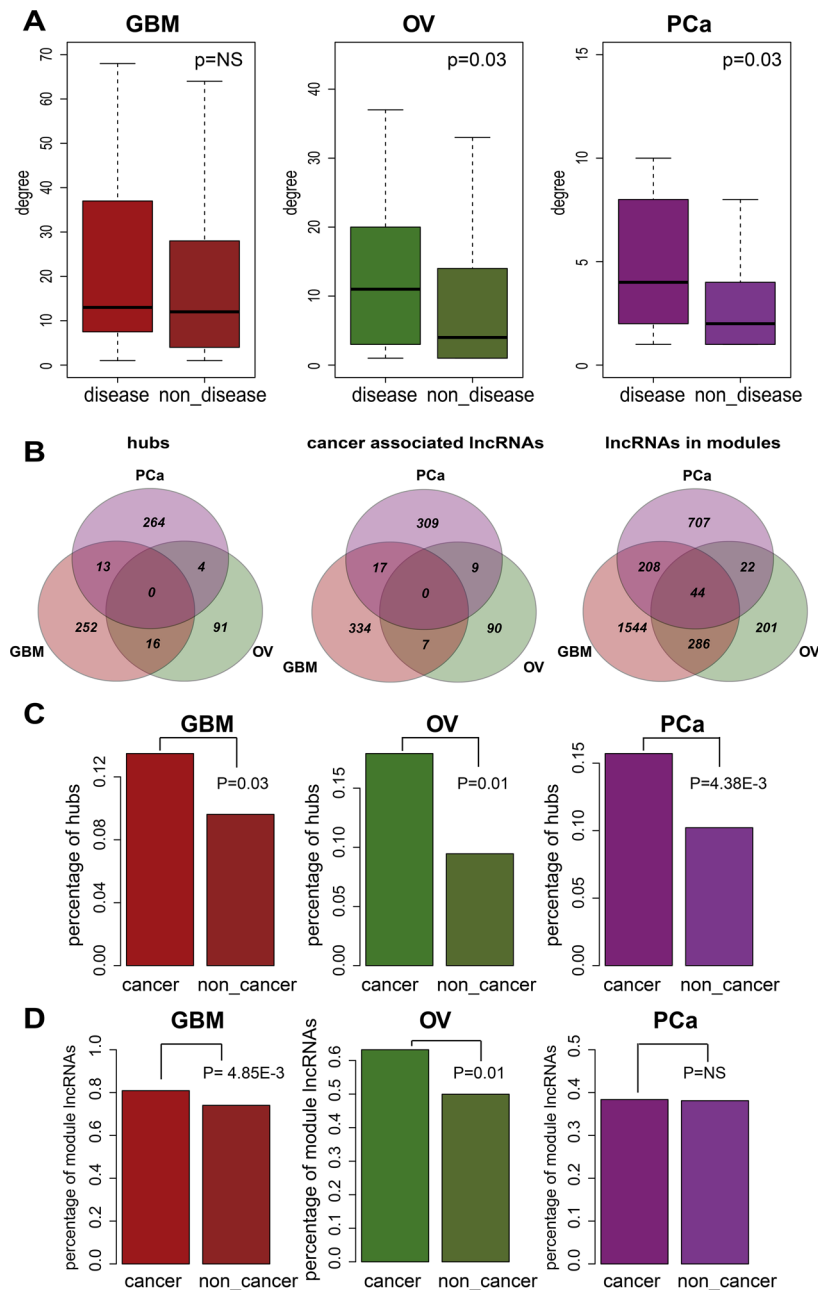 A
GBM
OV
PCa
p=NS
p=0.03
p=0.03
degree
0 10 20 30 40 50 60 70
degree
0 10 20 30 40
degree
0 5 10 15
disease non_disease
disease non_disease
disease non_disease
B
hubs
cancer associated lncRNAs
lncRNAs in modules
PCa
264
13
4
0
252
16
91
GBM
OV
PCa
309
17
9
0
334
7
90
GBM
OV
PCa
707
208
22
44
1544
286
201
GBM
OV
C
GBM
OV
PCa
P=0.03
P=0.01
P=4.38E-3
percentage of hubs
0.00 0.04 0.08 0.12
percentage of hubs
0.00 0.05 0.10 0.15
percentage of hubs
0.00 0.05 0.10 0.15
cancer non_cancer
cancer non_cancer
cancer non_cancer
D
GBM
OV
PCa
P= 4.85E-3
P=0.01
P=NS
percentage of module lncRNAs
0.0 0.2 0.4 0.6 0.8 1.0
percentage of module lncRNAs
0.0 0.1 0.2 0.3 0.4 0.5 0.6
percentage of module lncRNAs
0.0 0.1 0.2 0.3 0.4 0.5
cancer non_cancer
cancer non_cancer
cancer non_cancer